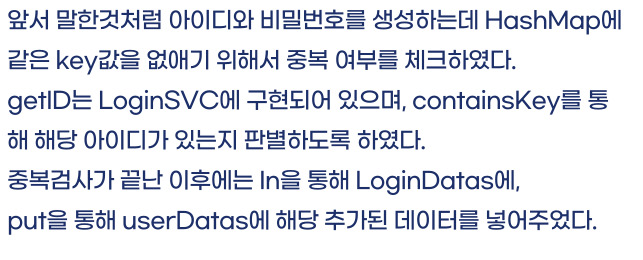 앞서 말한것처럼 아이디와 비밀번호를 생성하는데 HashMap에
같은 key값을 없애기 위해서 중복 여부를 체크하였다.
getID는 LoginSVC에 구현되어 있으며, containsKey를 통
해 해당 아이디가 있는지 판별하도록 하였다.
중복검사가 끝난 이후에는 In을 통해 LoginDatas에,
put을 통해 userDatas에 해당 추가된 데이터를 넣어주었다.